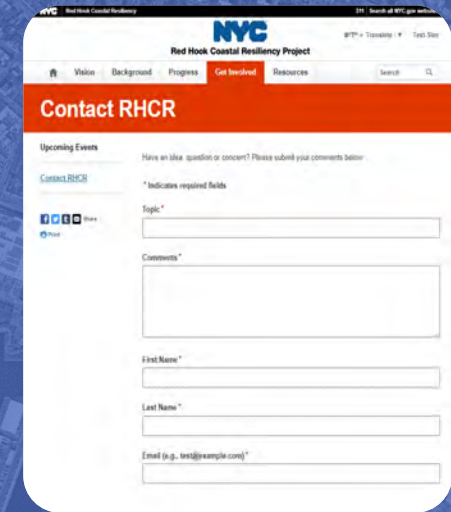 NYC Red Hook Coastal Resiliency
311 Search all NYC.gov websites
NYC
Red Hook Coastal Resiliency Project
Translate ▼ Text Size
Vision Background Progress Get Involved Resources Search
Contact RHCR
Upcoming Events
Contact RHCR
Share
Print
Have an idea, question or concern? Please submit your comments below
* Indicates required fields
Topic *
Comments *
First Name *
Last Name *
Email (e.g., test@example.com) *